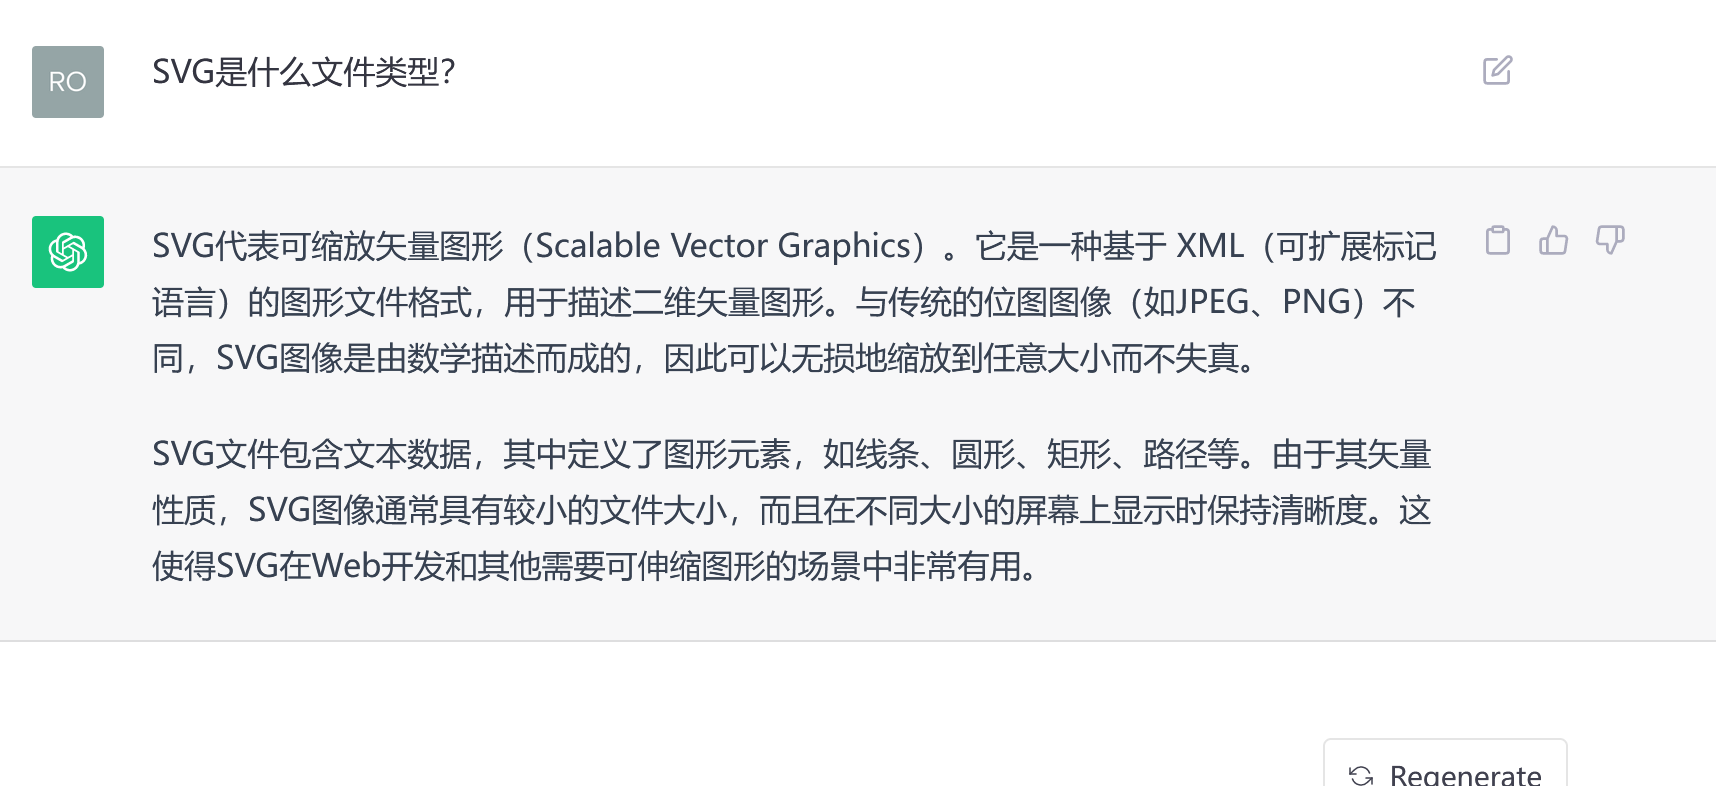 RO
SVG是什么文件类型？
SVG代表可缩放矢量图形（Scalable Vector Graphics）。它是一种基于 XML（可扩展标记
语言）的图形文件格式，用于描述二维矢量图形。与传统的位图图像（如JPEG、PNG）不
同，SVG图像是由数学描述而成的，因此可以无损地缩放到任意大小而不失真。
SVG文件包含文本数据，其中定义了图形元素，如线条、圆形、矩形、路径等。由于其矢量
性质，SVG图像通常具有较小的文件大小，而且在不同大小的屏幕上显示时保持清晰度。这
使得SVG在Web开发和其他需要可伸缩图形的场景中非常有用。
Regenerate